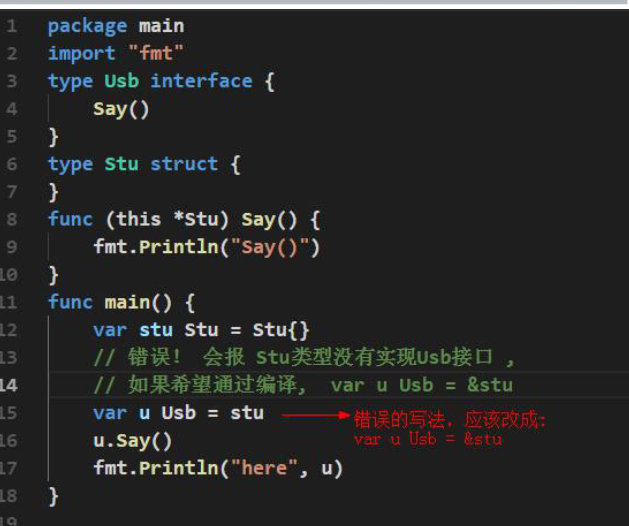 1 package main
2 import "fmt"
3 type Usb interface {
4 Say()
5 }
6 type Stu struct {
7 }
8 func (this *Stu) Say() {
9 fmt.Println("Say()")
10 }
11 func main() {
12 var stu Stu = Stu{}
13 // 错误! 会报 Stu类型没有实现Usb接口 ,
14 // 如果希望通过编译, var u Usb = &stu
15 var u Usb = stu 错误的写法，应该改成:
var u Usb = &stu
16 u.Say()
17 fmt.Println("here", u)
18 }
19